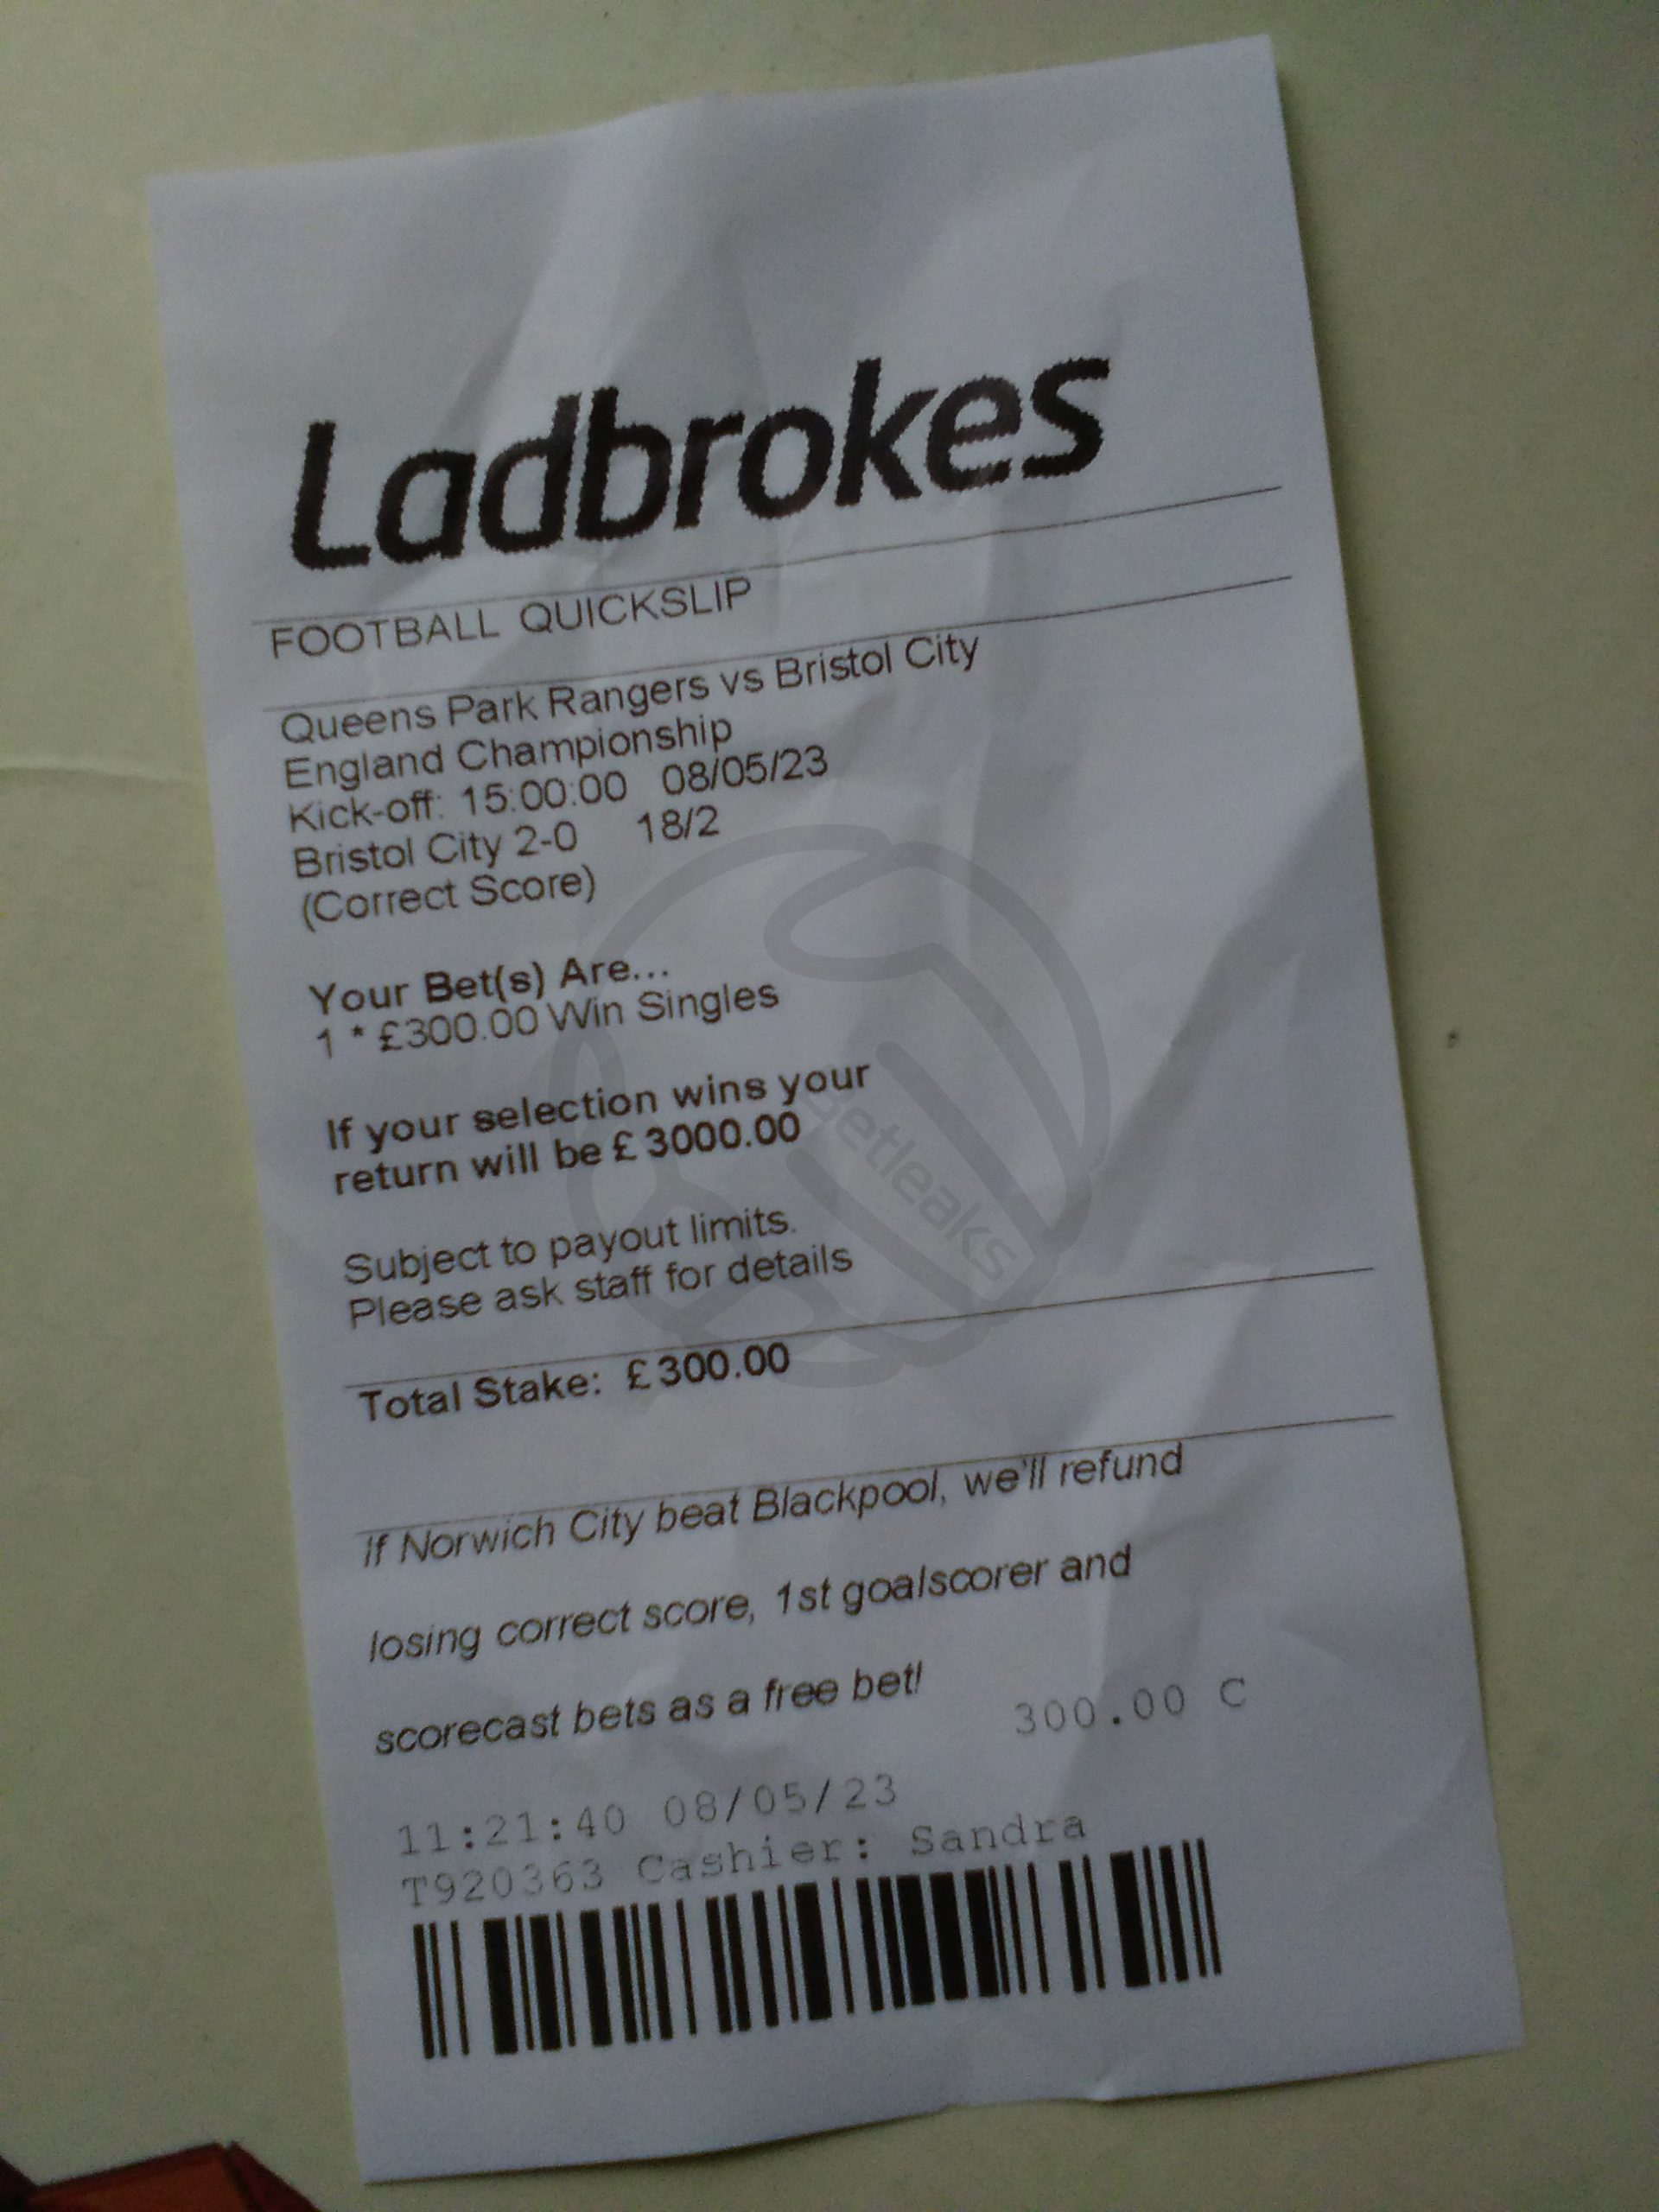 Ladbrokes
FOOTBALL QUICKSLIP
Queens Park Rangers vs Bristol City
England Championship
Kick-off: 15:00:00 08/05/23
Bristol City 2-0 18/2
(Correct Score)
Your Bet(s) Are...
1 * £300.00 Win Singles
If your selection wins your
return will be £ 3000.00
Subject to payout limits.
Please ask staff for details
Total Stake: £300.00
If Norwich City beat Blackpool, we'll refund
losing correct score, 1st goalscorer and
scorecast bets as a free bet!
300.00 C
11:21:40 08/05/23
T920363 Cashier: Sandra
Betleaks